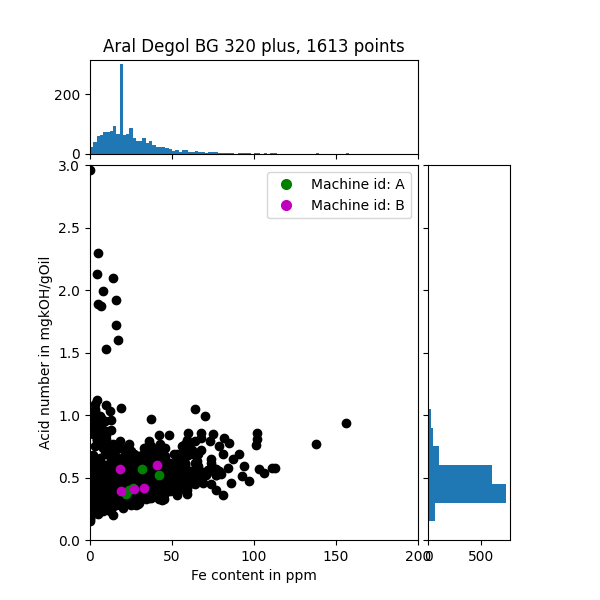 Aral Degol BG 320 plus, 1613 points
200
0
3.0
2.5
2.0
1.5
1.0
0.5
0.0
Acid number in mgkOH/gOil
Machine id: A
Machine id: B
0 50 100 150 200
0 500
Fe content in ppm